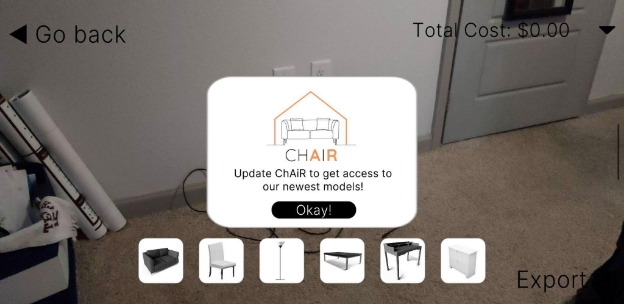 Go back
Total Cost: $0.00
CHAIR
Update ChAiR to get access to
our newest models!
Okay!
Export